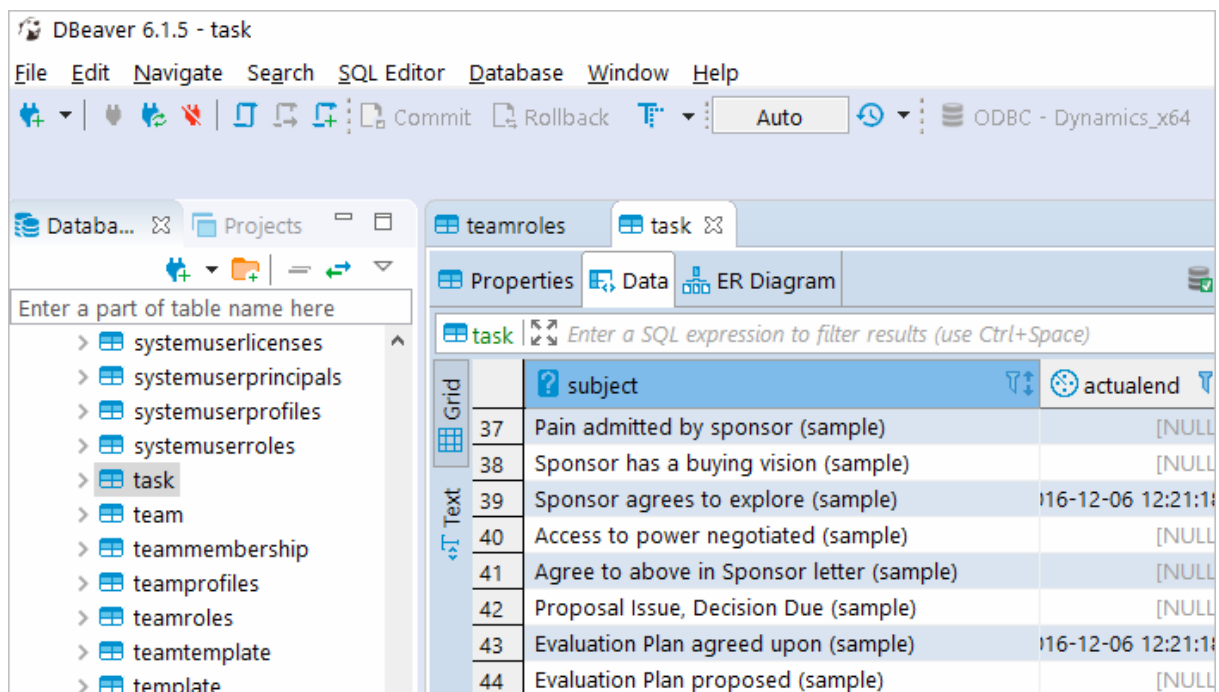 DBeaver 6.1.5 - task
File Edit Navigate Search SQL Editor Database Window Help
Commit Rollback Auto ODBC - Dynamics_x64
Databa... Projects
Enter a part of table name here
systemuserlicenses
systemuserprincipals
systemuserprofiles
systemuserroles
task
team
teammembership
teamprofiles
teamroles
teamtemplate
template
teamroles task
Properties Data ER Diagram
task Enter a SQL expression to filter results (use Ctrl+Space)
Grid
Text
subject actualend
37 Pain admitted by sponsor (sample) [NULL
38 Sponsor has a buying vision (sample) [NULL
39 Sponsor agrees to explore (sample) 16-12-06 12:21:1
40 Access to power negotiated (sample) [NULL
41 Agree to above in Sponsor letter (sample) [NULL
42 Proposal Issue, Decision Due (sample) [NULL
43 Evaluation Plan agreed upon (sample) 16-12-06 12:21:1
44 Evaluation Plan proposed (sample) [NULL